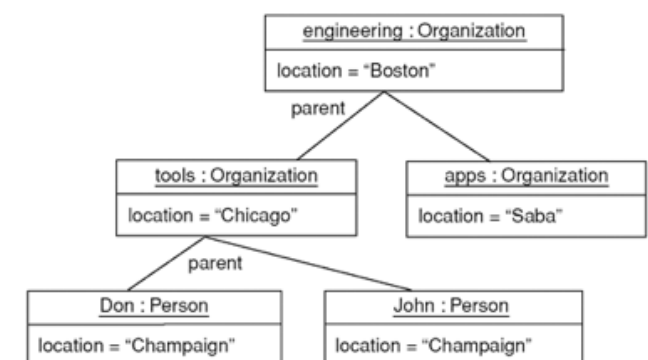 engineering : Organization
location = “Boston”
parent
tools : Organization
location = “Chicago”
apps : Organization
location = “Saba”
parent
Don : Person
location = “Champaign”
John : Person
location = “Champaign”